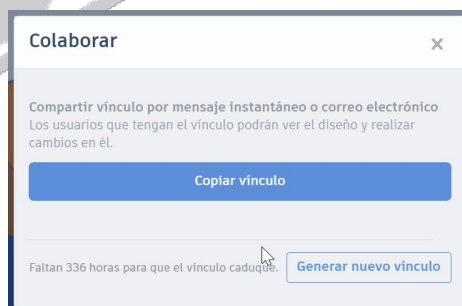 Colaborar
Compartir vínculo por mensaje instantáneo o correo electrónico
Los usuarios que tengan el vínculo podrán ver el diseño y realizar
cambios en él.
Copiar vínculo
Faltan 336 horas para que el vínculo caduque.
Generar nuevo vínculo